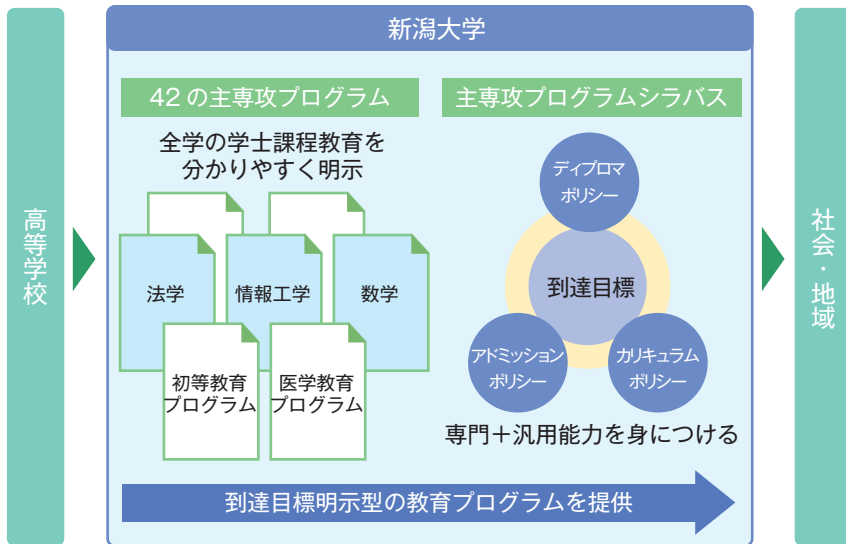 高等学校
新潟大学
42の主専攻プログラム
全学の学士課程教育を
分かりやすく明示
法学
情報工学
数学
初等教育
プログラム
医学教育
プログラム
主専攻プログラムシラバス
ディプロマ
ポリシー
到達目標
アドミッション
ポリシー
カリキュラム
ポリシー
専門＋汎用能力を身につける
到達目標明示型の教育プログラムを提供
社会・地域